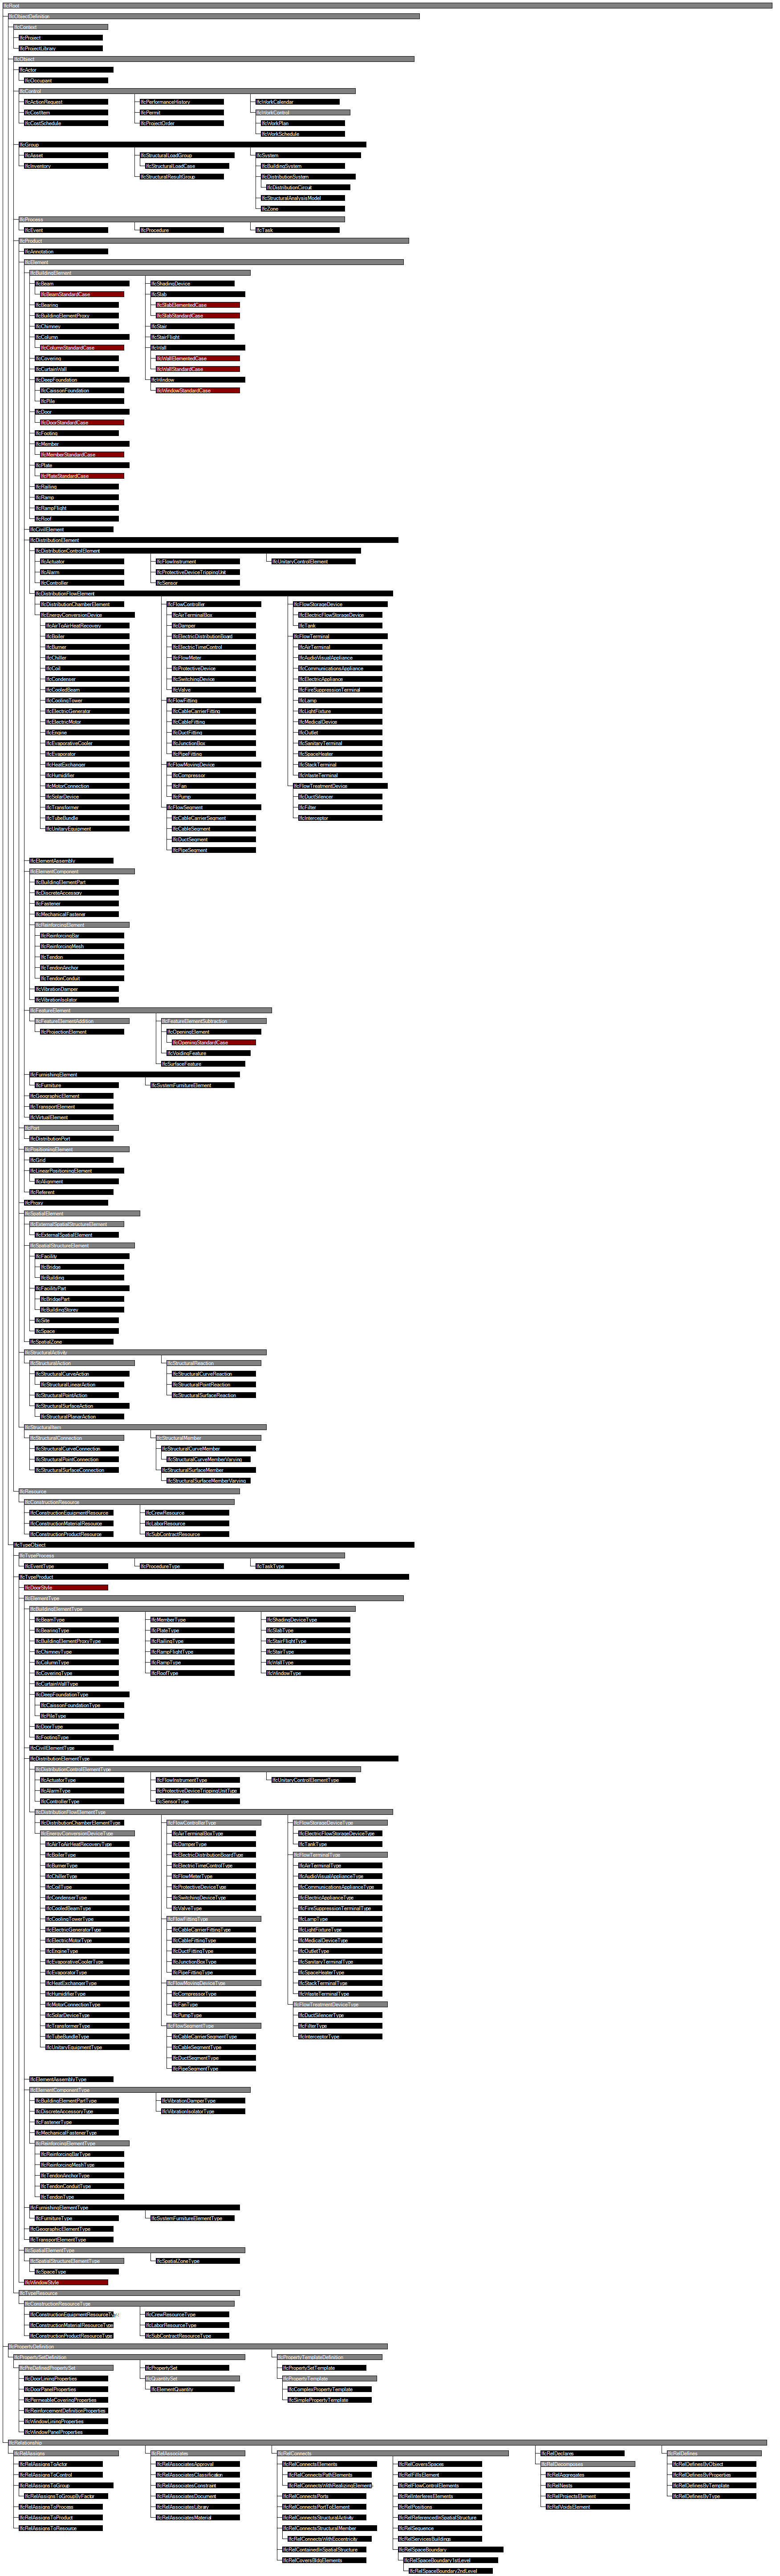 IfcRoot
IfcObjectDefinition
IfcContext
IfcProject
IfcProjectLibrary
IfcObject
IfcActor
IfcOccupant
IfcControl
IfcActionRequest
IfcCostItem
IfcCostSchedule
IfcPerformanceHistory
IfcPermit
IfcProjectOrder
IfcWorkCalendar
IfcWorkControl
IfcWorkPlan
IfcWorkSchedule
IfcGroup
IfcAsset
IfcInventory
IfcStructuralLoadGroup
IfcStructuralLoadCase
IfcStructuralResultGroup
IfcSystem
IfcBuildingSystem
IfcDistributionSystem
IfcDistributionCircuit
IfcStructuralAnalysisModel
IfcZone
IfcProcess
IfcEvent
IfcProcedure
IfcTask
IfcProduct
IfcAnnotation
IfcElement
IfcBuildingElement
IfcBeam
IfcBeamStandardCase
IfcBearing
IfcBuildingElementProxy
IfcChimney
IfcColumn
IfcColumnStandardCase
IfcCovering
IfcCurtainWall
IfcDeepFoundation
IfcCaissonFoundation
IfcPile
IfcDoor
IfcDoorStandardCase
IfcFooting
IfcMember
IfcMemberStandardCase
IfcPlate
IfcPlateStandardCase
IfcRailing
IfcRamp
IfcRampFlight
IfcRoof
IfcShadingDevice
IfcSlab
IfcSlabElementedCase
IfcSlabStandardCase
IfcStair
IfcStairFlight
IfcWall
IfcWallElementedCase
IfcWallStandardCase
IfcWindow
IfcWindowStandardCase
IfcCivilElement
IfcDistributionElement
IfcDistributionControlElement
IfcActuator
IfcAlarm
IfcController
IfcFlowInstrument
IfcProtectiveDeviceTrippingUnit
IfcSensor
IfcUnitaryControlElement
IfcDistributionFlowElement
IfcDistributionChamberElement
IfcEnergyConversionDevice
IfcAirToAirHeatRecovery
IfcBoiler
IfcBurner
IfcChiller
IfcCoil
IfcCondenser
IfcCooledBeam
IfcCoolingTower
IfcElectricGenerator
IfcElectricMotor
IfcEngine
IfcEvaporativeCooler
IfcEvaporator
IfcHeatExchanger
IfcHumidifier
IfcMotorConnection
IfcSolarDevice
IfcTransformer
IfcTubeBundle
IfcUnitaryEquipment
IfcFlowController
IfcAirTerminalBox
IfcDamper
IfcElectricDistributionBoard
IfcElectricTimeControl
IfcFlowMeter
IfcProtectiveDevice
IfcSwitchingDevice
IfcValve
IfcFlowFitting
IfcCableCarrierFitting
IfcCableFitting
IfcDuctFitting
IfcJunctionBox
IfcPipeFitting
IfcFlowMovingDevice
IfcCompressor
IfcFan
IfcPump
IfcFlowSegment
IfcCableCarrierSegment
IfcCableSegment
IfcDuctSegment
IfcPipeSegment
IfcFlowStorageDevice
IfcElectricFlowStorageDevice
IfcTank
IfcFlowTerminal
IfcAirTerminal
IfcAudioVisualAppliance
IfcCommunicationsAppliance
IfcElectricAppliance
IfcFireSuppressionTerminal
IfcLamp
IfcLightFixture
IfcMedicalDevice
IfcOutlet
IfcSanitaryTerminal
IfcSpaceHeater
IfcStackTerminal
IfcWasteTerminal
IfcFlowTreatmentDevice
IfcDuctSilencer
IfcFilter
IfcInterceptor
IfcElementAssembly
IfcElementComponent
IfcBuildingElementPart
IfcDiscreteAccessory
IfcFastener
IfcMechanicalFastener
IfcReinforcingElement
IfcReinforcingBar
IfcReinforcingMesh
IfcTendon
IfcTendonAnchor
IfcTendonConduit
IfcVibrationDamper
IfcVibrationIsolator
IfcFeatureElement
IfcFeatureElementAddition
IfcProjectionElement
IfcFeatureElementSubtraction
IfcOpeningElement
IfcOpeningStandardCase
IfcVoidingFeature
IfcSurfaceFeature
IfcFurnishingElement
IfcFurniture
IfcSystemFurnitureElement
IfcGeographicElement
IfcTransportElement
IfcVirtualElement
IfcPort
IfcDistributionPort
IfcPositioningElement
IfcGrid
IfcLinearPositioningElement
IfcAlignment
IfcReferent
IfcProxy
IfcSpatialElement
IfcExternalSpatialStructureElement
IfcExternalSpatialElement
IfcSpatialStructureElement
IfcFacility
IfcBridge
IfcBuilding
IfcFacilityPart
IfcBridgePart
IfcBuildingStorey
IfcSite
IfcSpace
IfcSpatialZone
IfcStructuralActivity
IfcStructuralAction
IfcStructuralCurveAction
IfcStructuralLinearAction
IfcStructuralPointAction
IfcStructuralSurfaceAction
IfcStructuralPlanarAction
IfcStructuralReaction
IfcStructuralCurveReaction
IfcStructuralPointReaction
IfcStructuralSurfaceReaction
IfcStructuralItem
IfcStructuralConnection
IfcStructuralCurveConnection
IfcStructuralPointConnection
IfcStructuralSurfaceConnection
IfcStructuralMember
IfcStructuralCurveMember
IfcStructuralCurveMemberVarying
IfcStructuralSurfaceMember
IfcStructuralSurfaceMemberVarying
IfcResource
IfcConstructionResource
IfcConstructionEquipmentResource
IfcConstructionMaterialResource
IfcConstructionProductResource
IfcCrewResource
IfcLaborResource
IfcSubContractResource
IfcTypeObject
IfcTypeProcess
IfcEventType
IfcProcedureType
IfcTaskType
IfcTypeProduct
IfcDoorStyle
IfcElementType
IfcBuildingElementType
IfcBeamType
IfcBearingType
IfcBuildingElementProxyType
IfcChimneyType
IfcColumnType
IfcCoveringType
IfcCurtainWallType
IfcDeepFoundationType
IfcCaissonFoundationType
IfcPileType
IfcDoorType
IfcFootingType
IfcMemberType
IfcPlateType
IfcRailingType
IfcRampFlightType
IfcRampType
IfcRoofType
IfcShadingDeviceType
IfcSlabType
IfcStairFlightType
IfcStairType
IfcWallType
IfcWindowType
IfcCivilElementType
IfcDistributionElementType
IfcDistributionControlElementType
IfcActuatorType
IfcAlarmType
IfcControllerType
IfcFlowInstrumentType
IfcProtectiveDeviceTrippingUnitType
IfcSensorType
IfcUnitaryControlElementType
IfcDistributionFlowElementType
IfcDistributionChamberElementType
IfcEnergyConversionDeviceType
IfcAirToAirHeatRecoveryType
IfcBoilerType
IfcBurnerType
IfcChillerType
IfcCoilType
IfcCondenserType
IfcCooledBeamType
IfcCoolingTowerType
IfcElectricGeneratorType
IfcElectricMotorType
IfcEngineType
IfcEvaporativeCoolerType
IfcEvaporatorType
IfcHeatExchangerType
IfcHumidifierType
IfcMotorConnectionType
IfcSolarDeviceType
IfcTransformerType
IfcTubeBundleType
IfcUnitaryEquipmentType
IfcFlowControllerType
IfcAirTerminalBoxType
IfcDamperType
IfcElectricDistributionBoardType
IfcElectricTimeControlType
IfcFlowMeterType
IfcProtectiveDeviceType
IfcSwitchingDeviceType
IfcValveType
IfcFlowFittingType
IfcCableCarrierFittingType
IfcCableFittingType
IfcDuctFittingType
IfcJunctionBoxType
IfcPipeFittingType
IfcFlowMovingDeviceType
IfcCompressorType
IfcFanType
IfcPumpType
IfcFlowSegmentType
IfcCableCarrierSegmentType
IfcCableSegmentType
IfcDuctSegmentType
IfcPipeSegmentType
IfcFlowStorageDeviceType
IfcElectricFlowStorageDeviceType
IfcTankType
IfcFlowTerminalType
IfcAirTerminalType
IfcAudioVisualApplianceType
IfcCommunicationsApplianceType
IfcElectricApplianceType
IfcFireSuppressionTerminalType
IfcLampType
IfcLightFixtureType
IfcMedicalDeviceType
IfcOutletType
IfcSanitaryTerminalType
IfcSpaceHeaterType
IfcStackTerminalType
IfcWasteTerminalType
IfcFlowTreatmentDeviceType
IfcDuctSilencerType
IfcFilterType
IfcInterceptorType
IfcElementAssemblyType
IfcElementComponentType
IfcBuildingElementPartType
IfcDiscreteAccessoryType
IfcFastenerType
IfcMechanicalFastenerType
IfcReinforcingElementType
IfcReinforcingBarType
IfcReinforcingMeshType
IfcTendonAnchorType
IfcTendonConduitType
IfcTendonType
IfcVibrationDamperType
IfcVibrationIsolatorType
IfcFurnishingElementType
IfcFurnitureType
IfcSystemFurnitureElementType
IfcGeographicElementType
IfcTransportElementType
IfcSpatialElementType
IfcSpatialStructureElementType
IfcSpaceType
IfcSpatialZoneType
IfcWindowStyle
IfcTypeResource
IfcConstructionResourceType
IfcConstructionEquipmentResourceType
IfcConstructionMaterialResourceType
IfcConstructionProductResourceType
IfcCrewResourceType
IfcLaborResourceType
IfcSubContractResourceType
IfcPropertyDefinition
IfcPropertySetDefinition
IfcPreDefinedPropertySet
IfcDoorLiningProperties
IfcDoorPanelProperties
IfcPermeableCoveringProperties
IfcReinforcementDefinitionProperties
IfcWindowLiningProperties
IfcWindowPanelProperties
IfcPropertySet
IfcQuantitySet
IfcElementQuantity
IfcPropertyTemplateDefinition
IfcPropertySetTemplate
IfcPropertyTemplate
IfcComplexPropertyTemplate
IfcSimplePropertyTemplate
IfcRelationship
IfcRelAssigns
IfcRelAssignsToActor
IfcRelAssignsToControl
IfcRelAssignsToGroup
IfcRelAssignsToGroupByFactor
IfcRelAssignsToProcess
IfcRelAssignsToProduct
IfcRelAssignsToResource
IfcRelAssociates
IfcRelAssociatesApproval
IfcRelAssociatesClassification
IfcRelAssociatesConstraint
IfcRelAssociatesDocument
IfcRelAssociatesLibrary
IfcRelAssociatesMaterial
IfcRelConnects
IfcRelConnectsElements
IfcRelConnectsPathElements
IfcRelConnectsWithRealizingElements
IfcRelConnectsPorts
IfcRelConnectsPortToElement
IfcRelConnectsStructuralActivity
IfcRelConnectsStructuralMember
IfcRelConnectsWithEccentricity
IfcRelContainedInSpatialStructure
IfcRelCoversBldgElements
IfcRelCoversSpaces
IfcRelFillsElement
IfcRelFlowControlElements
IfcRelInterferesElements
IfcRelPositions
IfcRelReferencedInSpatialStructure
IfcRelSequence
IfcRelServicesBuildings
IfcRelSpaceBoundary
IfcRelSpaceBoundary1stLevel
IfcRelSpaceBoundary2ndLevel
IfcRelDeclares
IfcRelDecomposes
IfcRelAggregates
IfcRelNests
IfcRelProjectsElement
IfcRelVoidsElement
IfcRelDefines
IfcRelDefinesByObject
IfcRelDefinesByProperties
IfcRelDefinesByTemplate
IfcRelDefinesByType